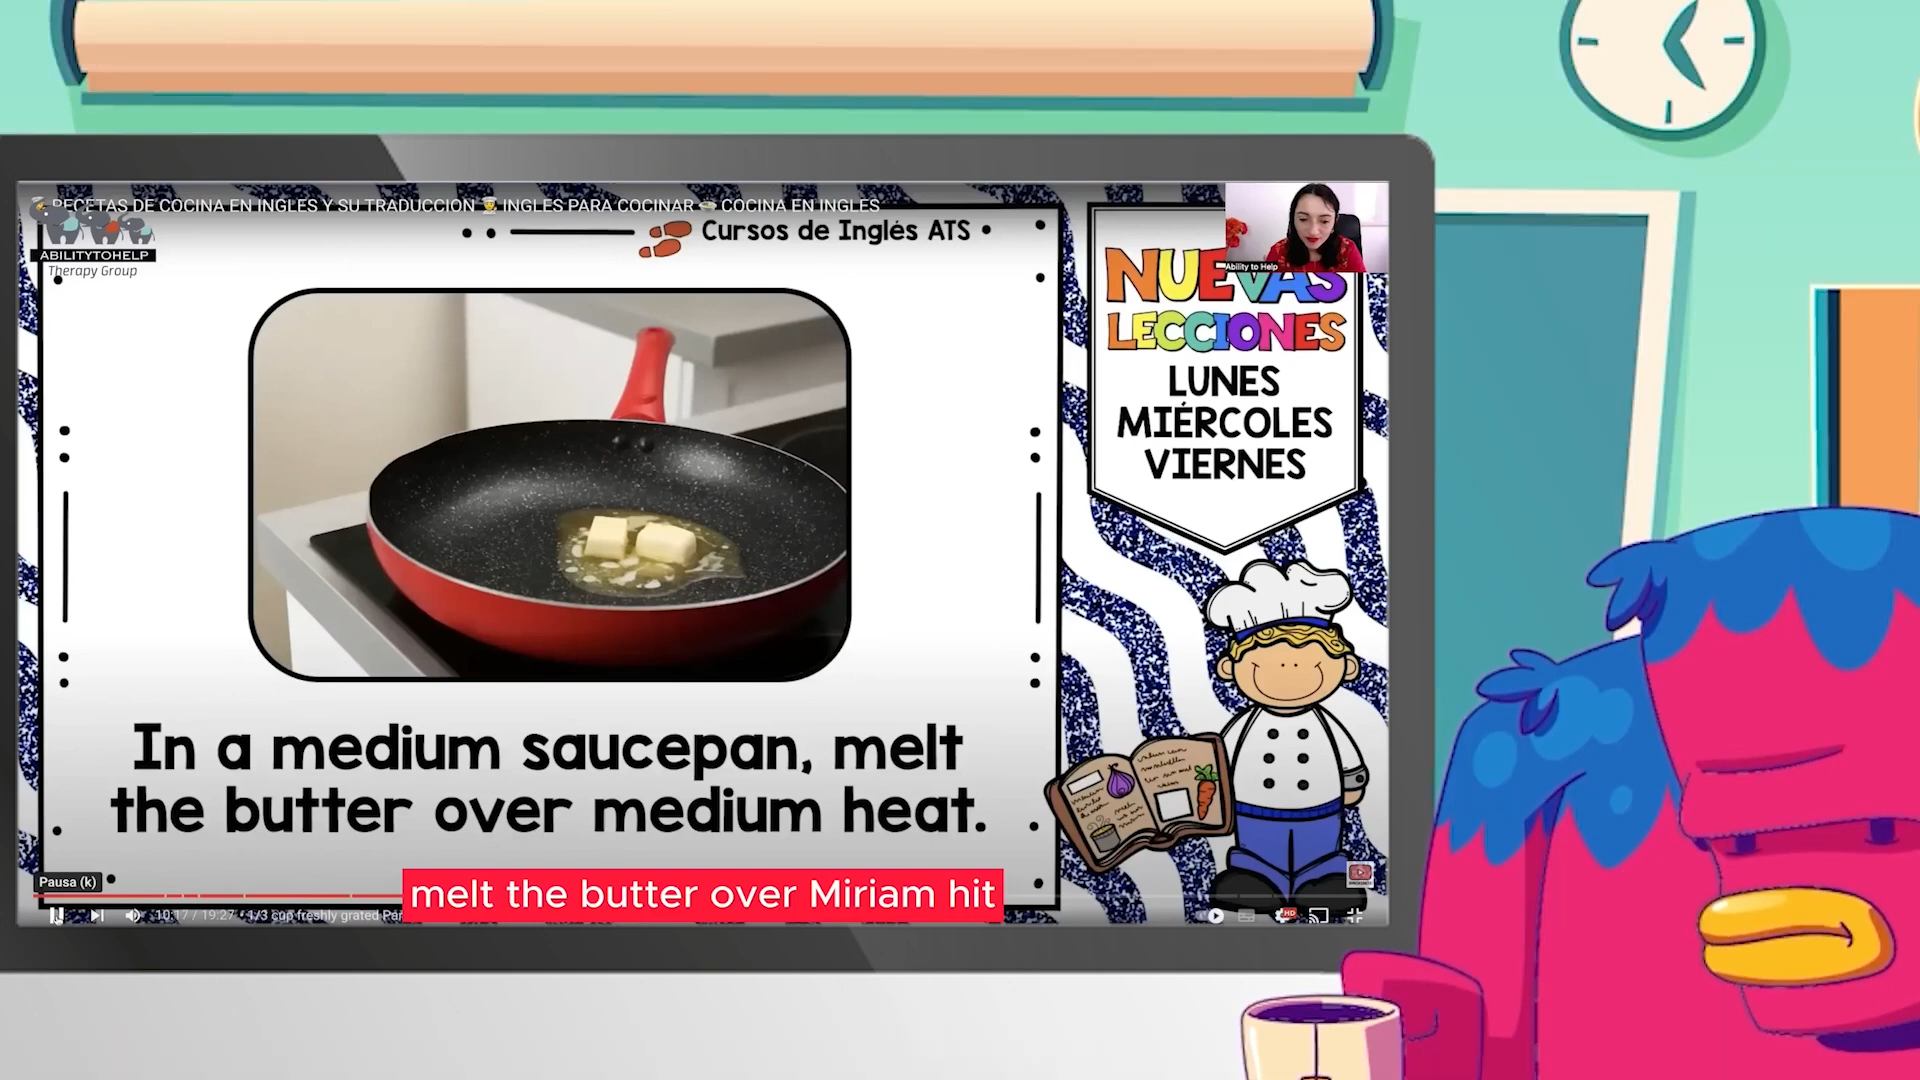 RECETAS DE COCINA EN INGLES Y SU TRADUCCION 👩‍🍳 INGLES PARA COCINAR 🍲 COCINA EN INGLES
ABILITYTOHELP
Therapy Group
Cursos de Inglés ATS
Ability to Help
NUEVAS
LECCIONES
LUNES
MIÉRCOLES
VIERNES
In a medium saucepan, melt
the butter over medium heat.
Pausa (k)
melt the butter over Miriam hit
10:17 / 19:27 • 1/3 cup freshly grated Par
HD